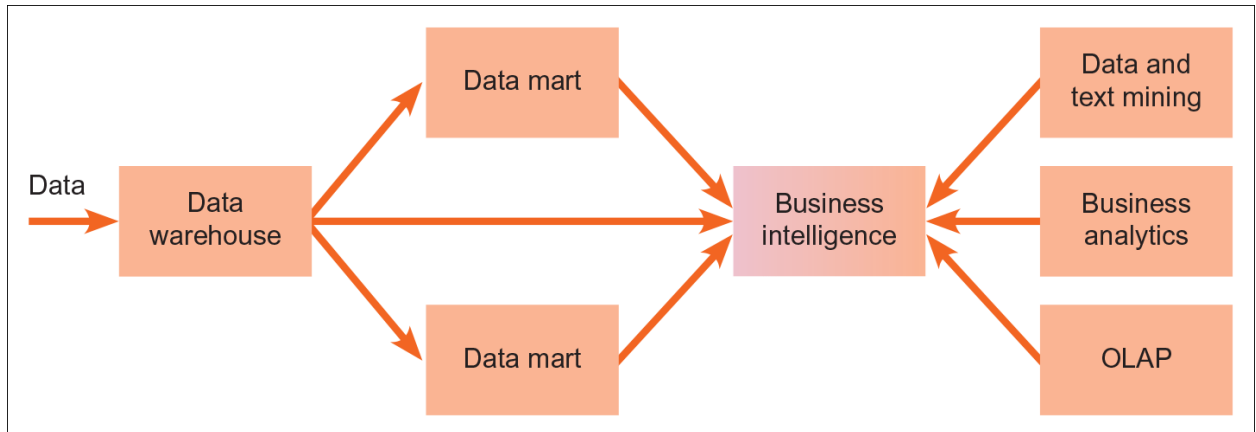 Data
Data
warehouse
Data mart
Data mart
Business
intelligence
Data and
text mining
Business
analytics
OLAP